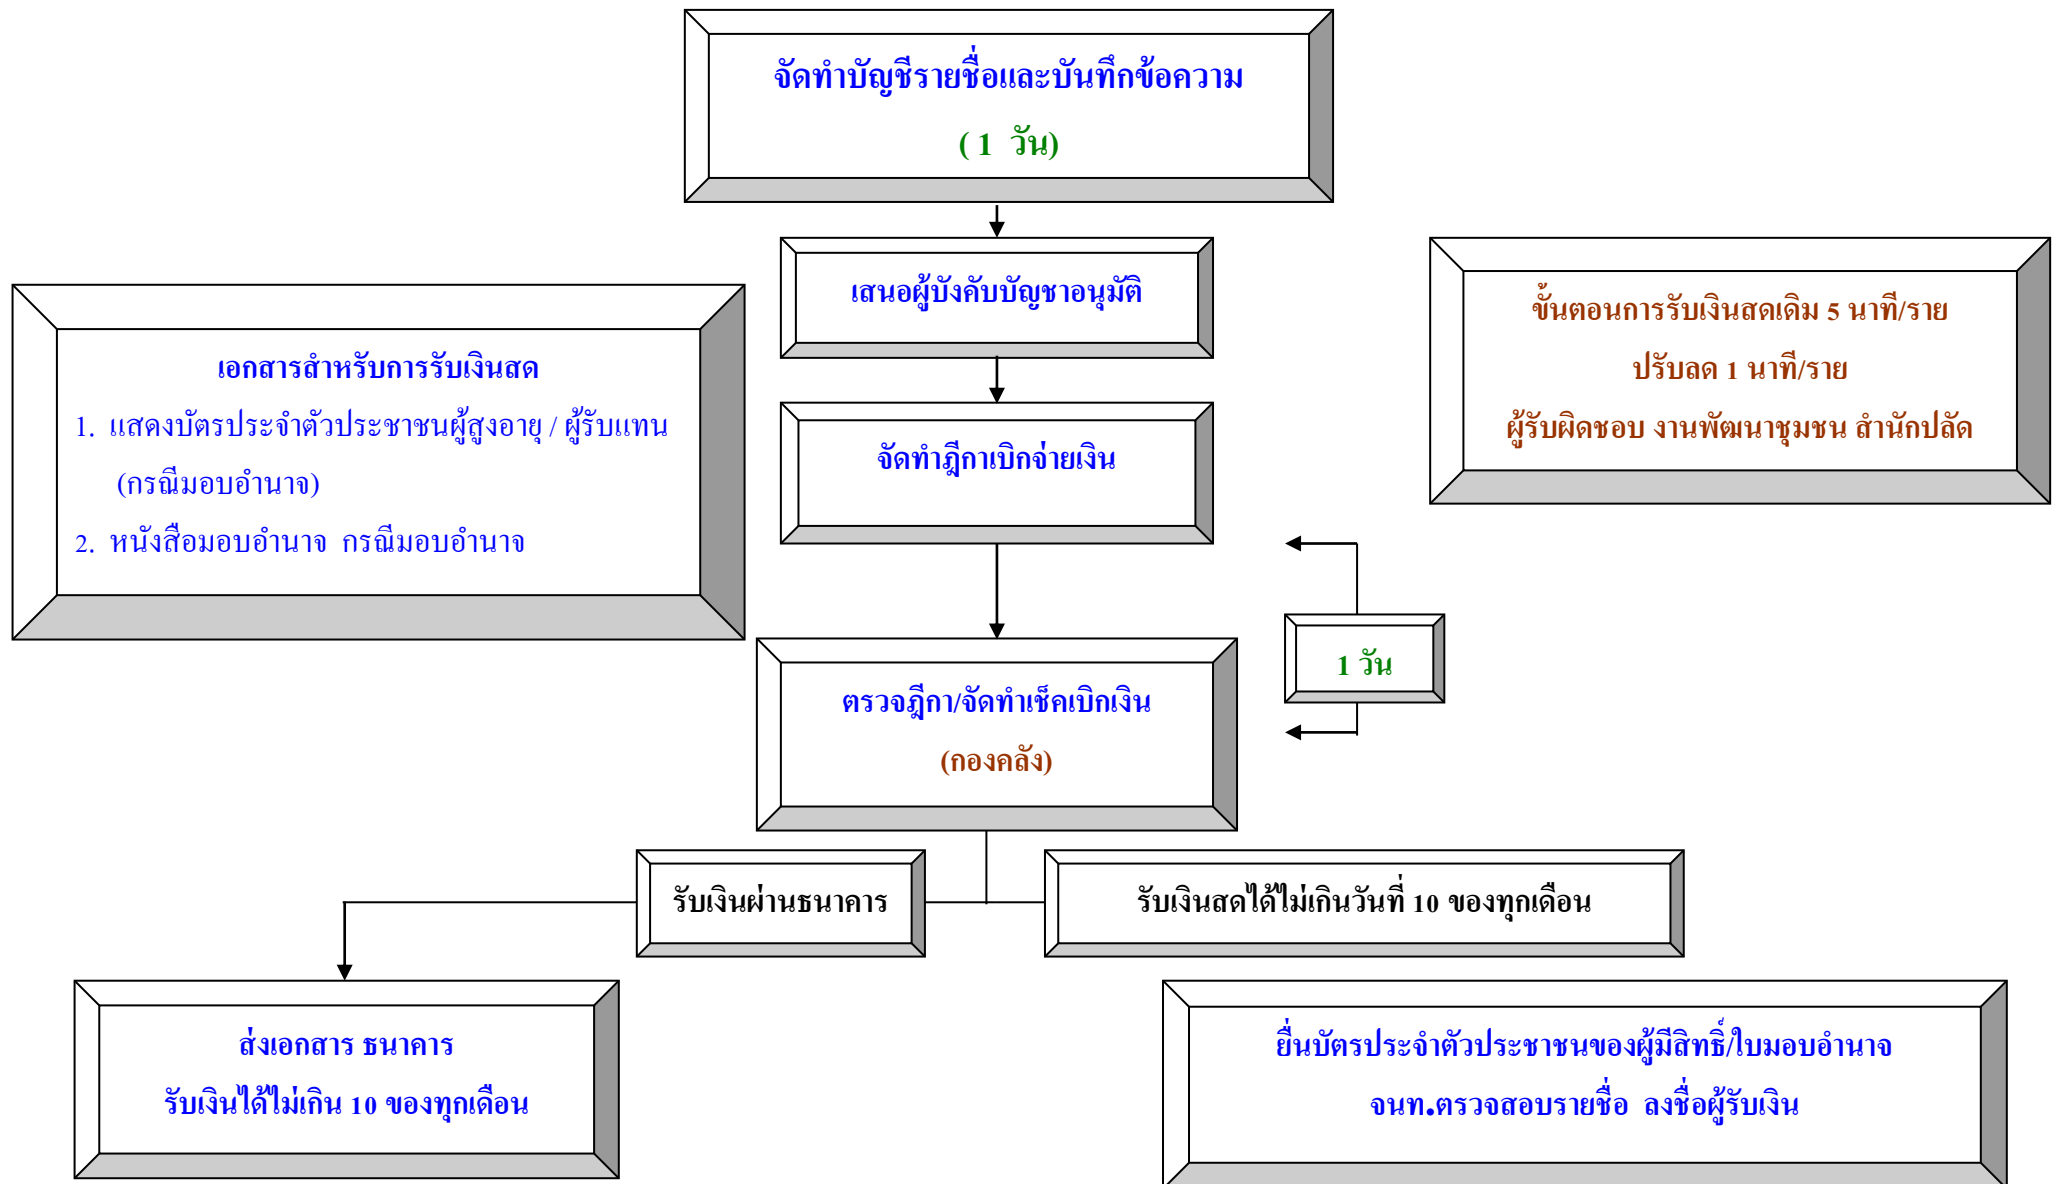 จัดทำบัญชีรายชื่อและบันทึกข้อความ
( 1 วัน)
เสนอผู้บังคับบัญชาอนุมัติ
ขั้นตอนการรับเงินสดเดิม 5 นาที/ราย
ปรับลด 1 นาที/ราย
ผู้รับผิดชอบ งานพัฒนาชุมชน สำนักปลัด
เอกสารสำหรับการรับเงินสด
1. แสดงบัตรประจำตัวประชาชนผู้สูงอายุ / ผู้รับแทน
(กรณีมอบอำนาจ)
2. หนังสือมอบอำนาจ กรณีมอบอำนาจ
จัดทำฎีกาเบิกจ่ายเงิน
1 วัน
ตรวจฎีกา/จัดทำเช็คเบิกเงิน
(กองคลัง)
รับเงินผ่านธนาคาร
รับเงินสดได้ไม่เกินวันที่ 10 ของทุกเดือน
ส่งเอกสาร ธนาคาร
รับเงินได้ไม่เกิน 10 ของทุกเดือน
ยื่นบัตรประจำตัวประชาชนของผู้มีสิทธิ์/ใบมอบอำนาจ
จนท.ตรวจสอบรายชื่อ ลงชื่อผู้รับเงิน